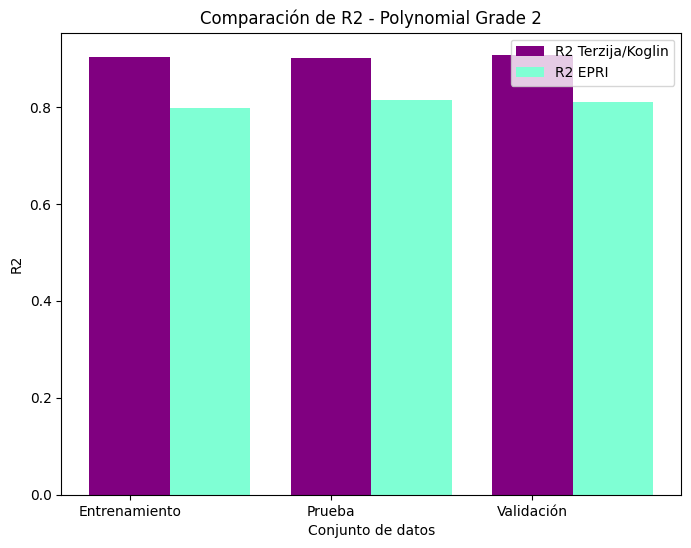 Comparación de R2 - Polynomial Grade 2
R2 Terzija/Koglin
R2 EPRI
R2
0.8
0.6
0.4
0.2
0.0
Entrenamiento
Prueba
Validación
Conjunto de datos